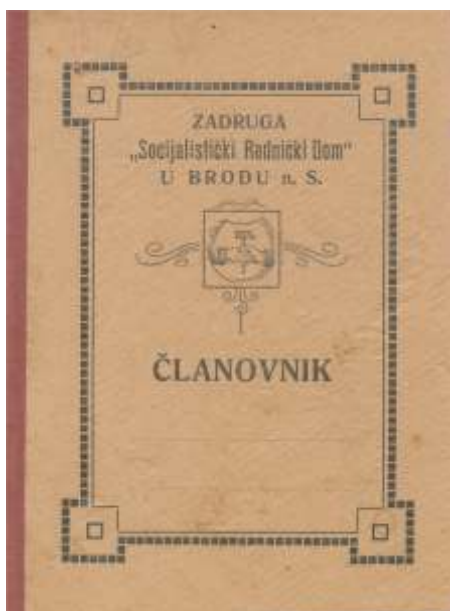 ZADRUGA
„Socijalistički Radnički Dom“
U BRODU n. S.
ČLANOVNIK